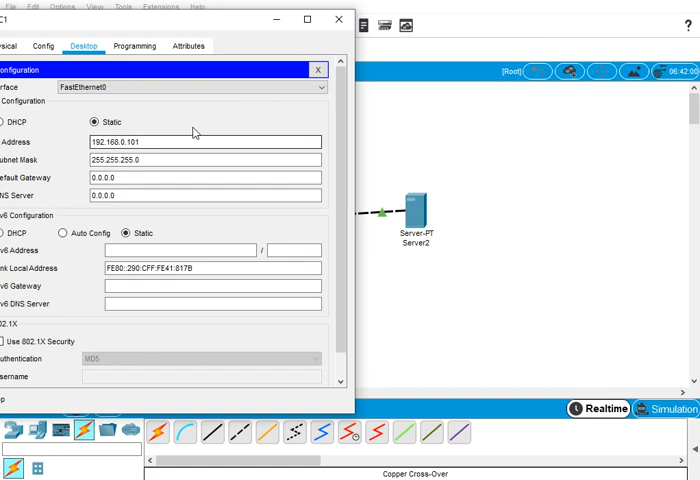 File Edit Options View Tools Extensions Help
C1
ysical Config Desktop Programming Attributes
onfiguration X
rface FastEthernet0
Configuration
DHCP Static
Address 192.168.0.101
ubnet Mask 255.255.255.0
efault Gateway 0.0.0.0
NS Server 0.0.0.0
v6 Configuration
DHCP Auto Config Static
v6 Address /
nk Local Address FE80::290:CFF:FE41:817B
v6 Gateway
v6 DNS Server
02.1X
Use 802.1X Security
uthentication MD5
sername
op
?
[Root] 06:42:00
Server-PT
Server2
Realtime Simulation
Copper Cross-Over